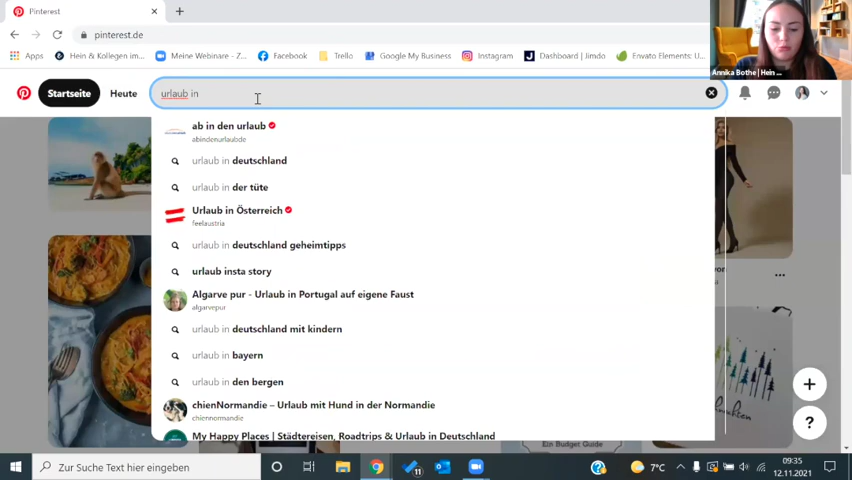 Pinterest
pinterest.de
Apps
Hein & Kollegen im...
Meine Webinare - Z...
Facebook
Trello
Google My Business
Instagram
Dashboard | Jimdo
Envato Elements: U...
Annika Bothe | Hein ...
Startseite
Heute
urlaub in
ab in den urlaub
abindenurlaubde
urlaub in deutschland
urlaub in der tüte
Urlaub in Österreich
feelaustria
urlaub in deutschland geheimtipps
urlaub insta story
Algarve pur - Urlaub in Portugal auf eigene Faust
algarvepur
urlaub in deutschland mit kindern
urlaub in bayern
urlaub in den bergen
chienNormandie – Urlaub mit Hund in der Normandie
chiennormandie
My Happy Places | Städtereisen, Roadtrips & Urlaub in Deutschland
Ein Budget Guide
?
Zur Suche Text hier eingeben
11
7°C
09:35
12.11.2021